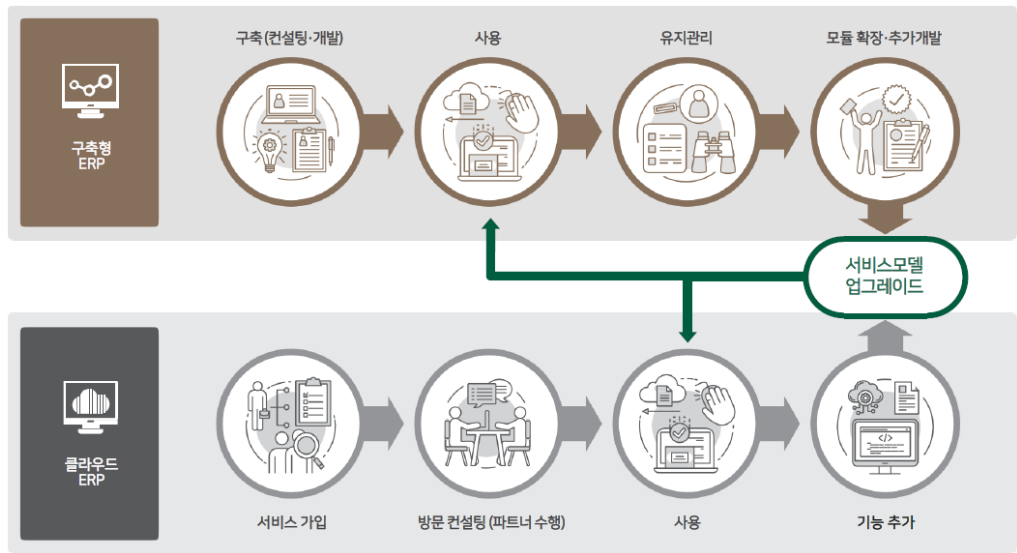 구축형
ERP
구축 (컨설팅·개발)
사용
유지관리
모듈 확장·추가개발
서비스모델
업그레이드
클라우드
ERP
서비스 가입
방문 컨설팅 (파트너 수행)
사용
기능 추가